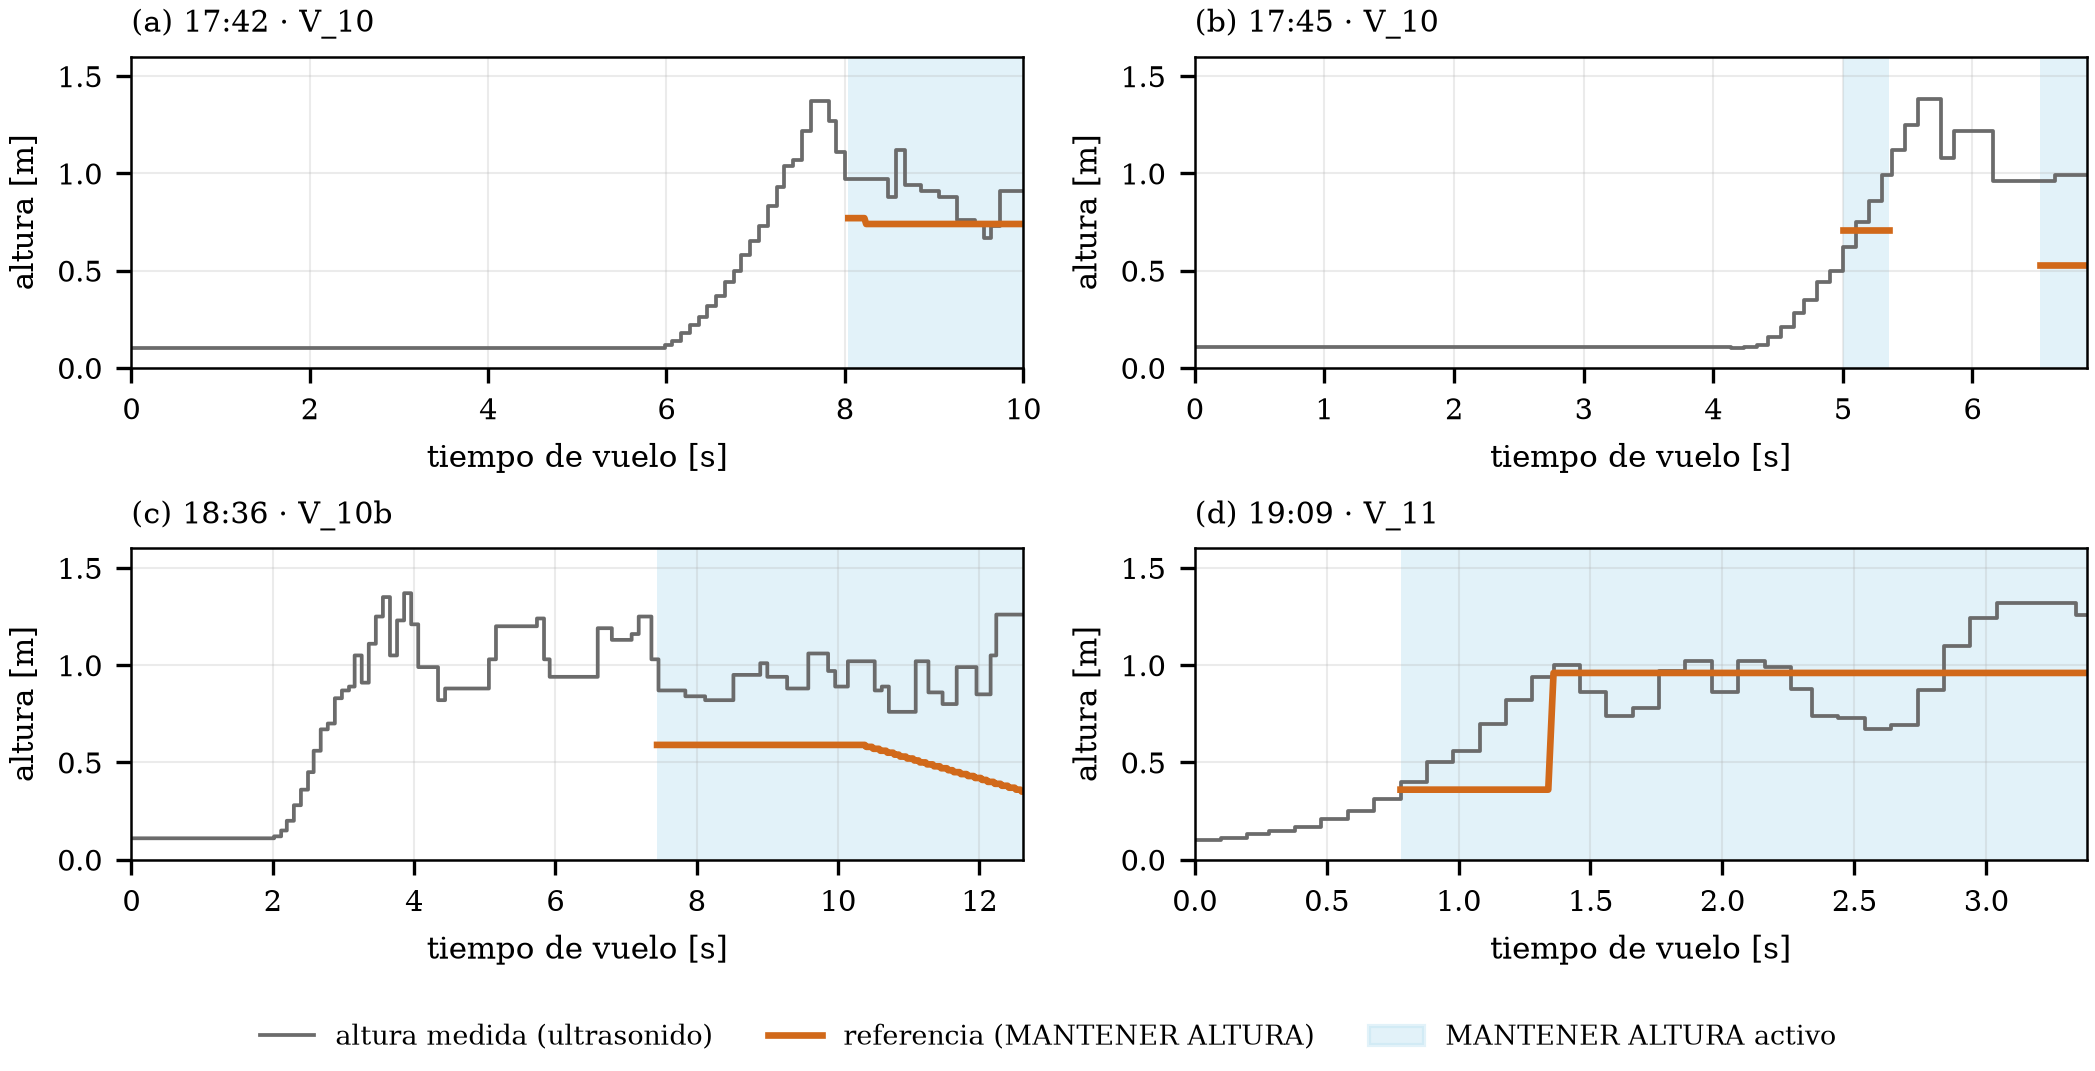 (a) 17:42 · V_10
1.5
1.0
0.5
0.0
altura [m]
0 2 4 6 8 10
tiempo de vuelo [s]
(b) 17:45 · V_10
1.5
1.0
0.5
0.0
altura [m]
0 1 2 3 4 5 6
tiempo de vuelo [s]
(c) 18:36 · V_10b
1.5
1.0
0.5
0.0
altura [m]
0 2 4 6 8 10 12
tiempo de vuelo [s]
(d) 19:09 · V_11
1.5
1.0
0.5
0.0
altura [m]
0.0 0.5 1.0 1.5 2.0 2.5 3.0
tiempo de vuelo [s]
altura medida (ultrasonido) referencia (MANTENER ALTURA) MANTENER ALTURA activo